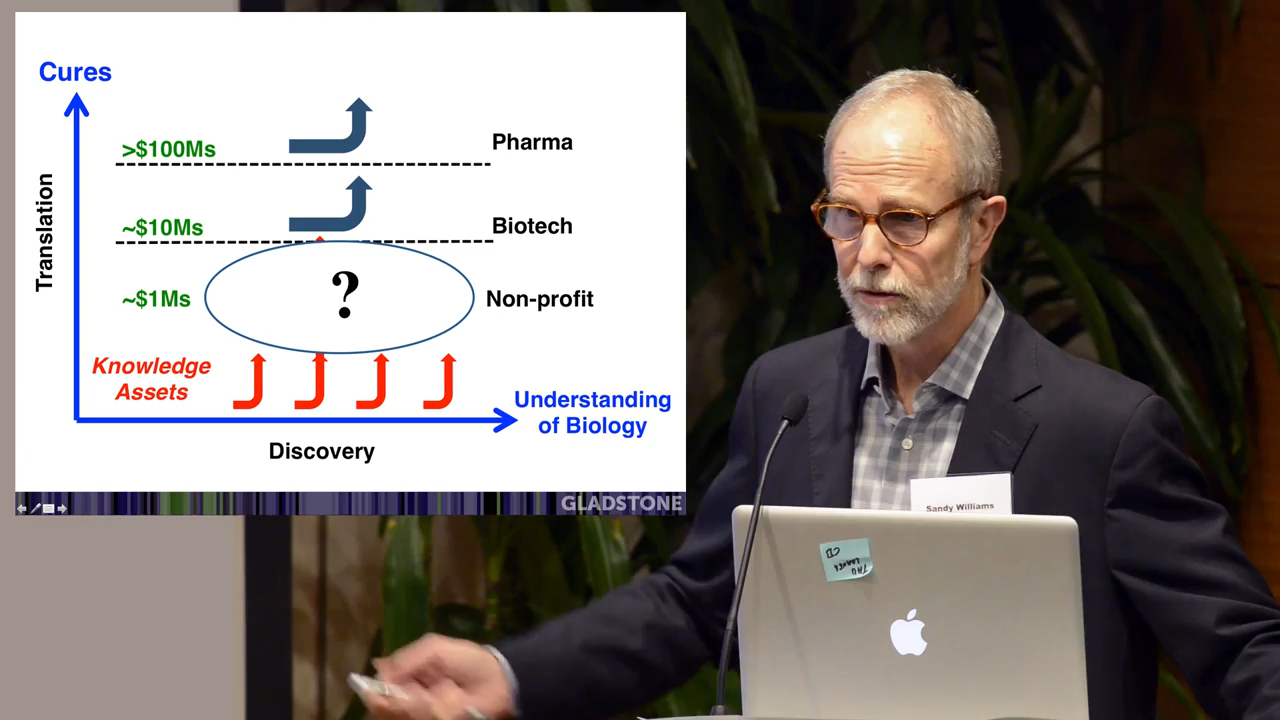 Cures
>$100Ms
Pharma
~$10Ms
Biotech
Translation
?
~$1Ms
Non-profit
Knowledge
Assets
Understanding
of Biology
Discovery
GLADSTONE
Sandy Williams